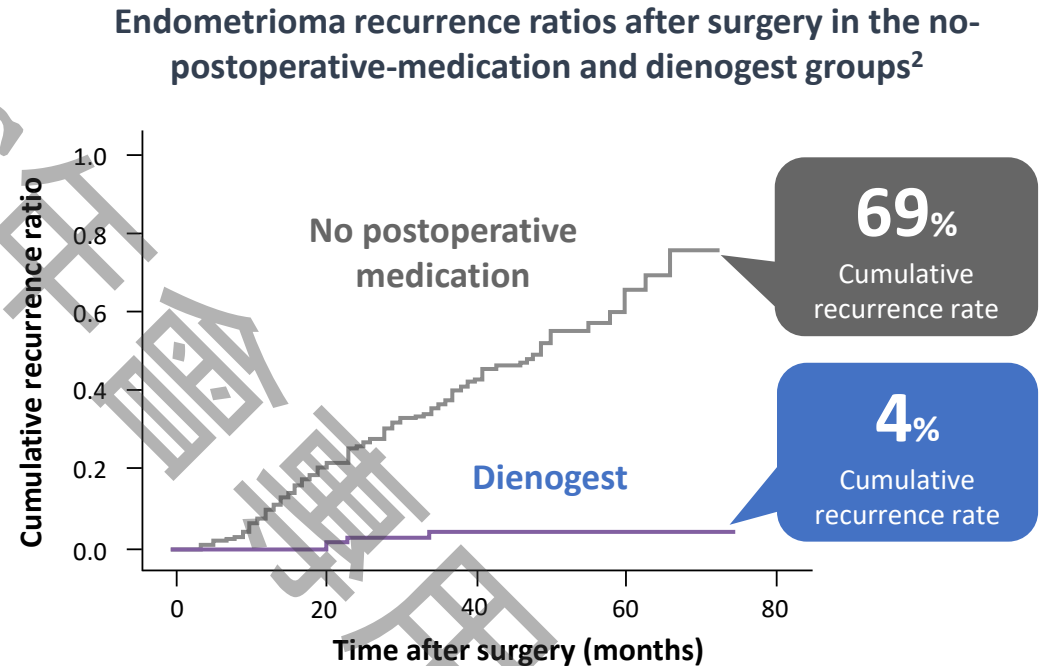 Endometrioma recurrence ratios after surgery in the no-
postoperative-medication and dienogest groups2
Cumulative recurrence ratio
1.0
0.8
0.6
0.4
0.2
0.0
No postoperative
medication
Dienogest
69%
Cumulative
recurrence rate
4%
Cumulative
recurrence rate
0
20
40
60
80
Time after surgery (months)
會專